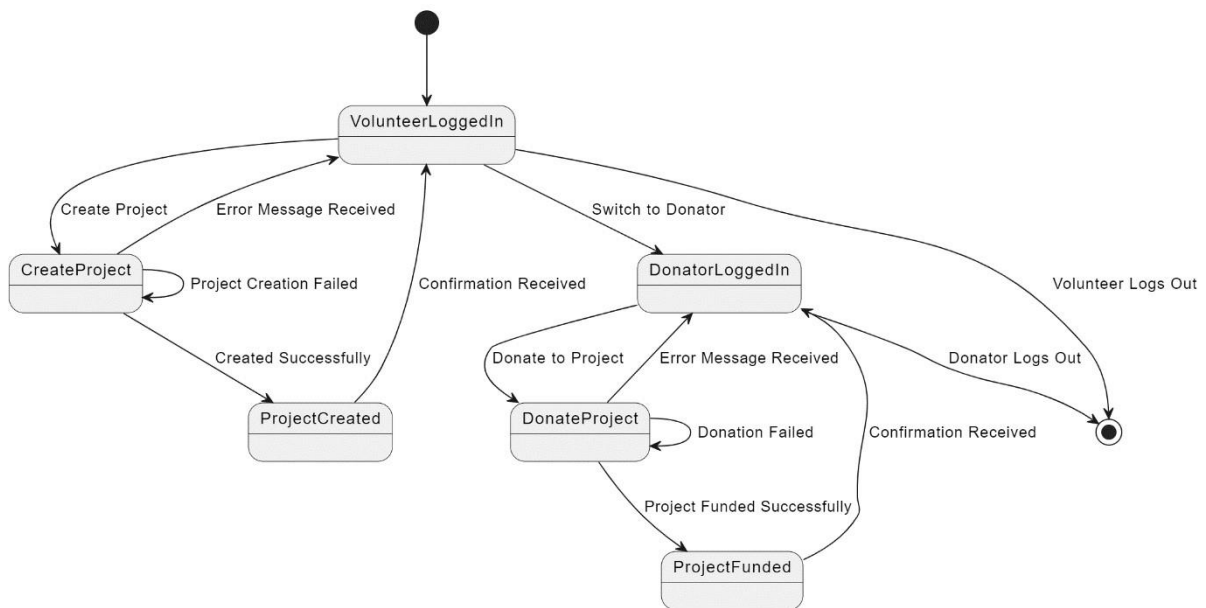 VolunteerLoggedIn
Create Project
Error Message Received
Switch to Donator
CreateProject
Project Creation Failed
Confirmation Received
DonatorLoggedIn
Volunteer Logs Out
Created Successfully
Donate to Project
Error Message Received
Donator Logs Out
ProjectCreated
DonateProject
Donation Failed
Confirmation Received
Project Funded Successfully
ProjectFunded